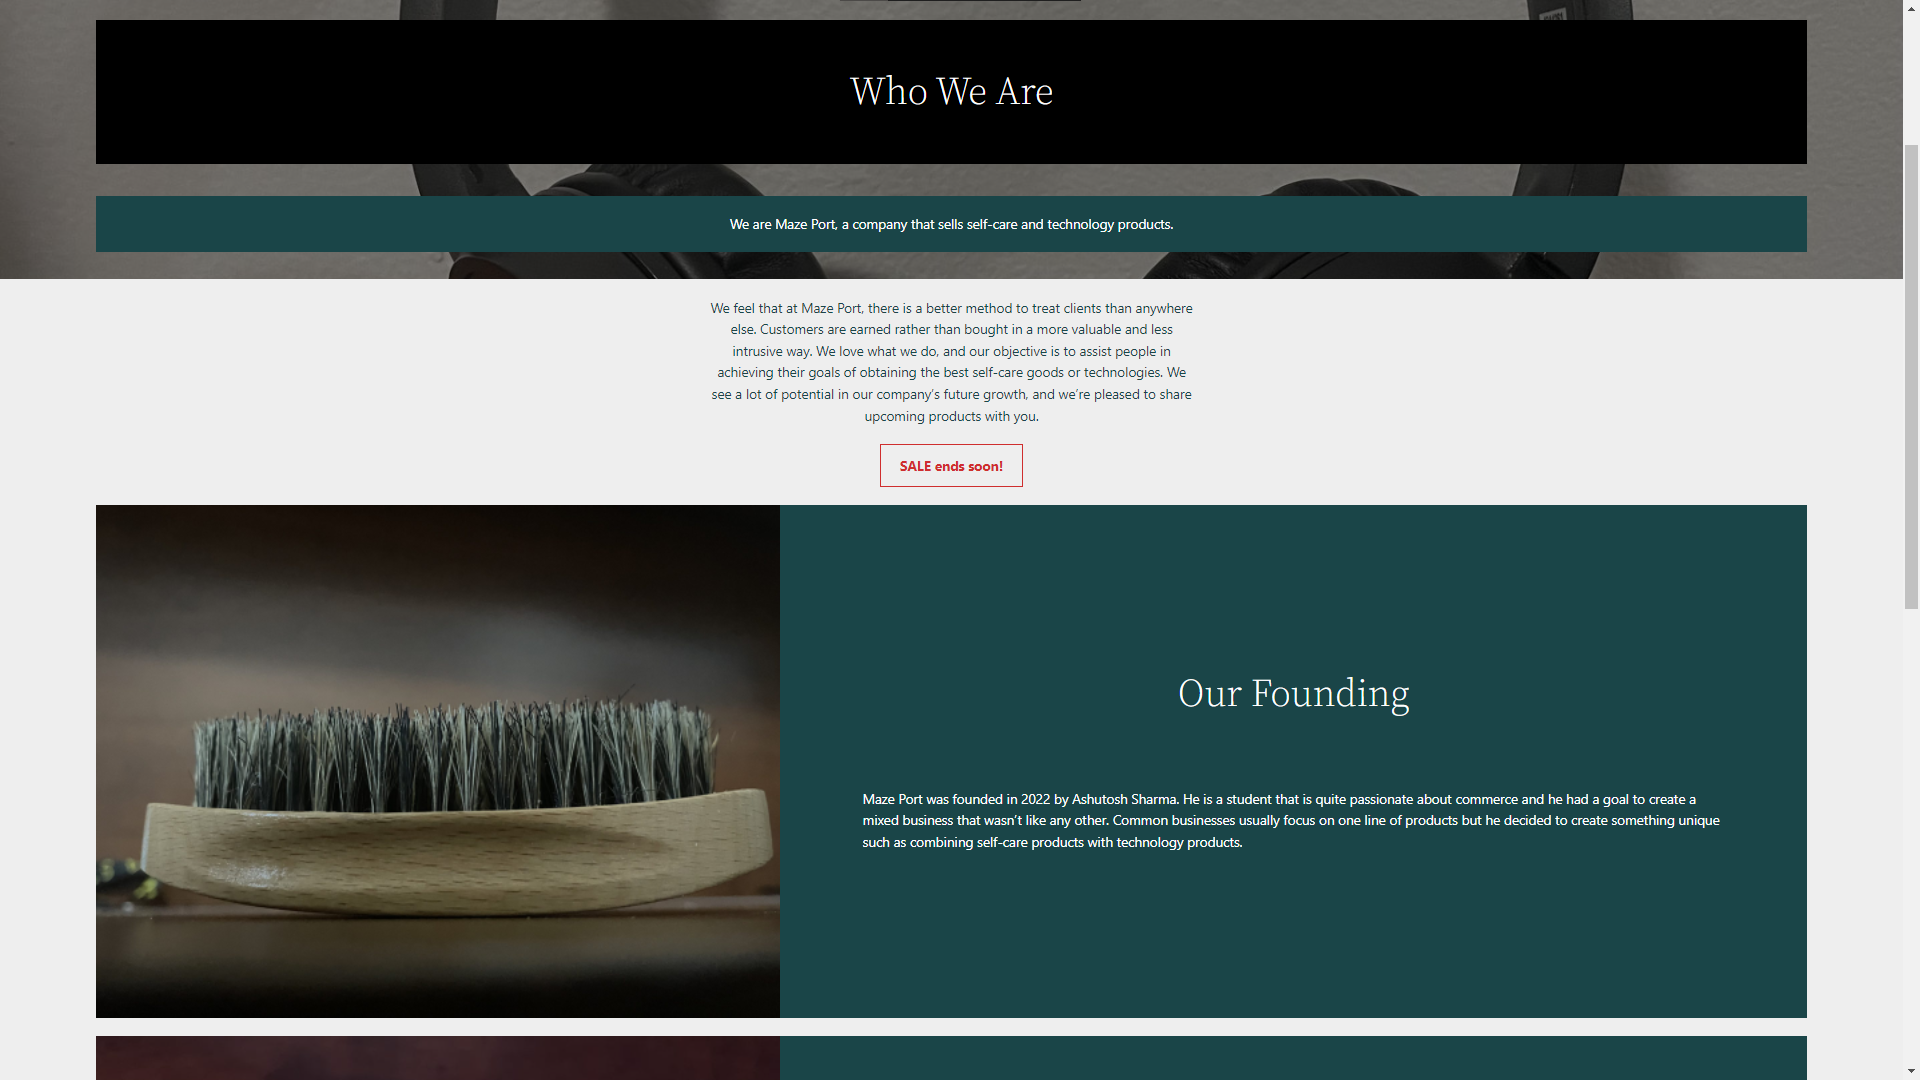 Who We Are
We are Maze Port, a company that sells self-care and technology products.
We feel that at Maze Port, there is a better method to treat clients than anywhere
else. Customers are earned rather than bought in a more valuable and less
intrusive way. We love what we do, and our objective is to assist people in
achieving their goals of obtaining the best self-care goods or technologies. We
see a lot of potential in our company’s future growth, and we’re pleased to share
upcoming products with you.
SALE ends soon!
Our Founding
Maze Port was founded in 2022 by Ashutosh Sharma. He is a student that is quite passionate about commerce and he had a goal to create a
mixed business that wasn’t like any other. Common businesses usually focus on one line of products but he decided to create something unique
such as combining self-care products with technology products.